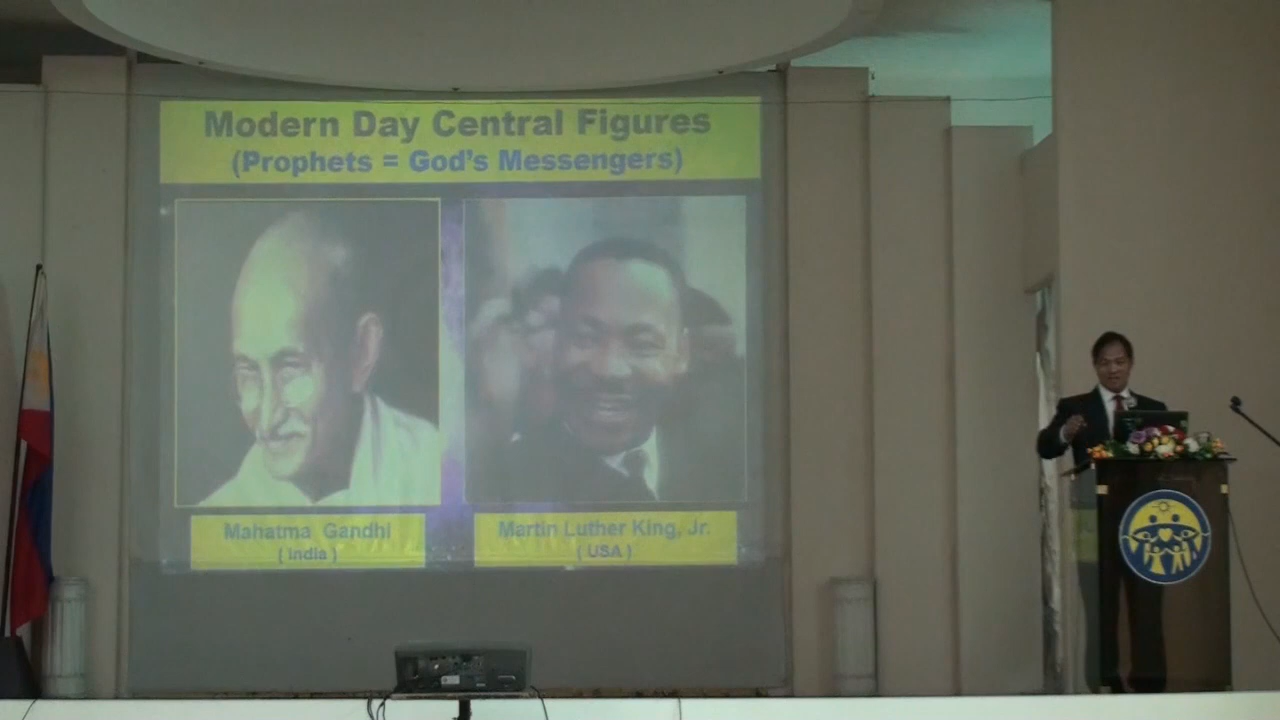 Modern Day Central Figures
(Prophets = God's Messengers)
Mahatma Gandhi
( India )
Martin Luther King, Jr.
( USA )